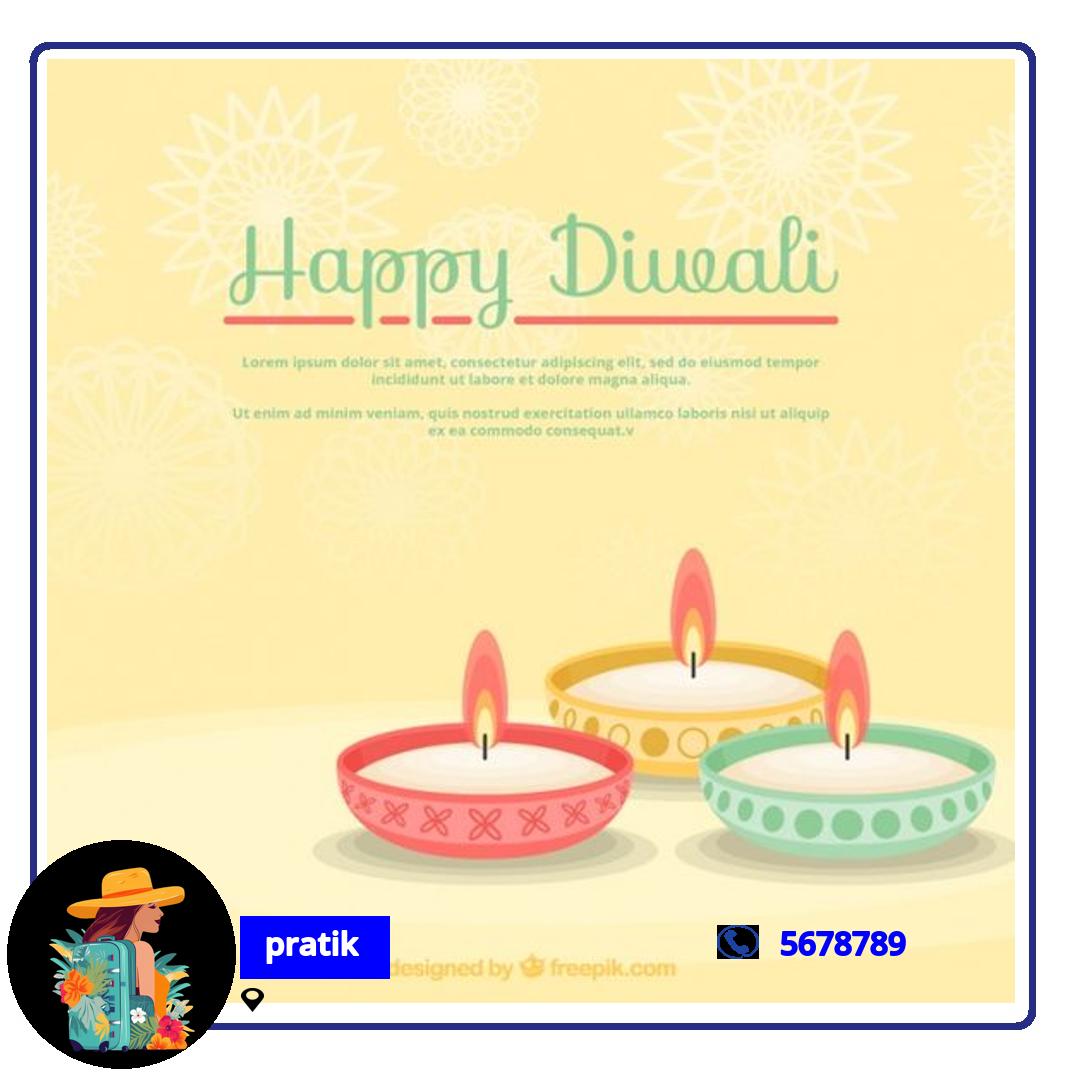 Happy Diwali
Lorem ipsum dolor sit amet, consectetur adipiscing elit, sed do eiusmod tempor
incididunt ut labore et dolore magna aliqua.
Ut enim ad minim veniam, quis nostrud exercitation ullamco laboris nisi ut aliquip
ex ea commodo consequat.v
pratik
5678789
designed by freepik.com